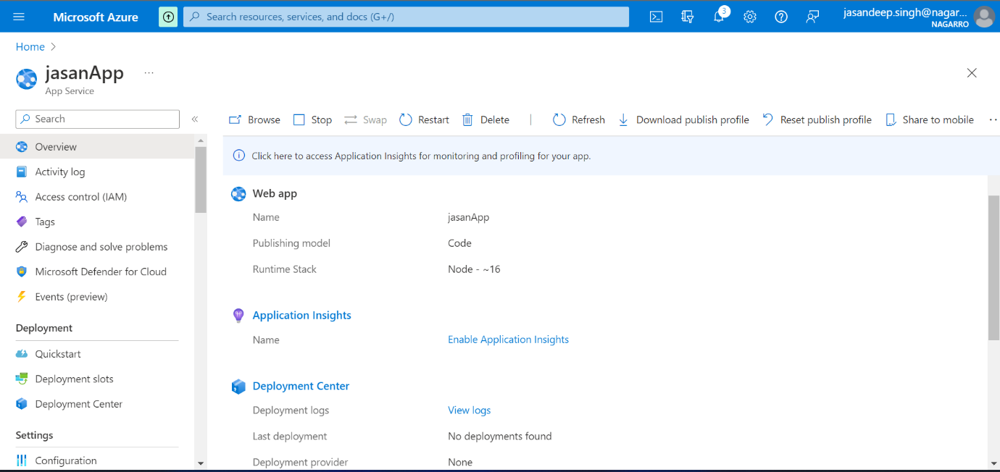 Microsoft Azure
Search resources, services, and docs (G+/)
3
jasandeep.singh@nagar...
NAGARRO
Home >
jasanApp ...
App Service
Search
«
Browse Stop Swap Restart Delete | Refresh Download publish profile Reset publish profile Share to mobile ...
Click here to access Application Insights for monitoring and profiling for your app.
Overview
Activity log
Access control (IAM)
Tags
Diagnose and solve problems
Microsoft Defender for Cloud
Events (preview)
Deployment
Quickstart
Deployment slots
Deployment Center
Settings
Configuration
Web app
Name jasanApp
Publishing model Code
Runtime Stack Node - ~16
Application Insights
Name Enable Application Insights
Deployment Center
Deployment logs View logs
Last deployment No deployments found
Deployment provider None